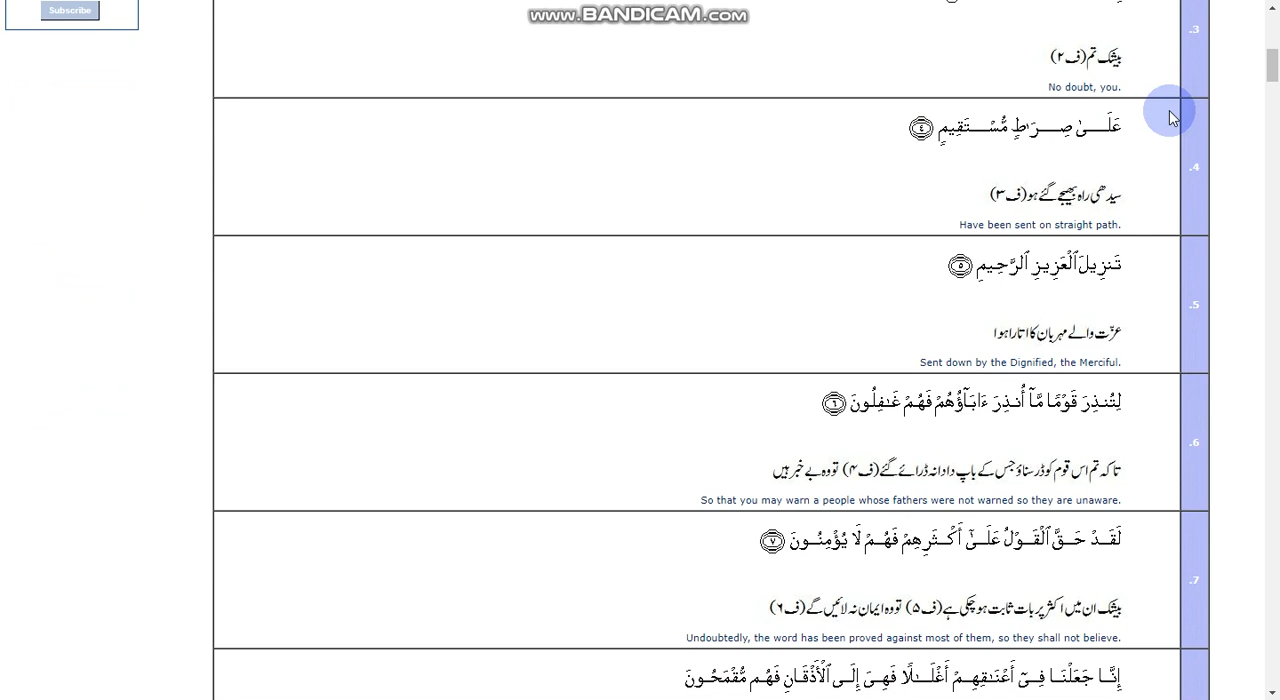 Subscribe
WWW.BANDICAM.COM
3.
بیشک تم (ف۲)
No doubt, you.
عَلَىٰ صِرَٰطٍ مُّسْتَقِيمٍ ٤
4.
سیدھی راہ بھیجے گئے ہو (ف۳)
Have been sent on straight path.
تَنزِيلَ ٱلْعَزِيزِ ٱلرَّحِيمِ ٥
5.
عزّت والے مہربان کا اتارا ہوا
Sent down by the Dignified, the Merciful.
لِتُنذِرَ قَوْمًا مَّآ أُنذِرَ ءَابَآؤُهُمْ فَهُمْ غَٰفِلُونَ ٦
6.
تاکہ تم اس قوم کو ڈر سناؤ جس کے باپ دادا نہ ڈرائے گئے (ف۴) تو وہ بے خبر ہیں
So that you may warn a people whose fathers were not warned so they are unaware.
لَقَدْ حَقَّ ٱلْقَوْلُ عَلَىٰٓ أَكْثَرِهِمْ فَهُمْ لَا يُؤْمِنُونَ ٧
7.
بیشک ان میں اکثر پر بات ثابت ہو چکی ہے (ف۵) تو وہ ایمان نہ لائیں گے (ف۶)
Undoubtedly, the word has been proved against most of them, so they shall not believe.
إِنَّا جَعَلْنَا فِىٓ أَعْنَٰقِهِمْ أَغْلَٰلًا فَهِىَ إِلَى ٱلْأَذْقَانِ فَهُم مُّقْمَحُونَ